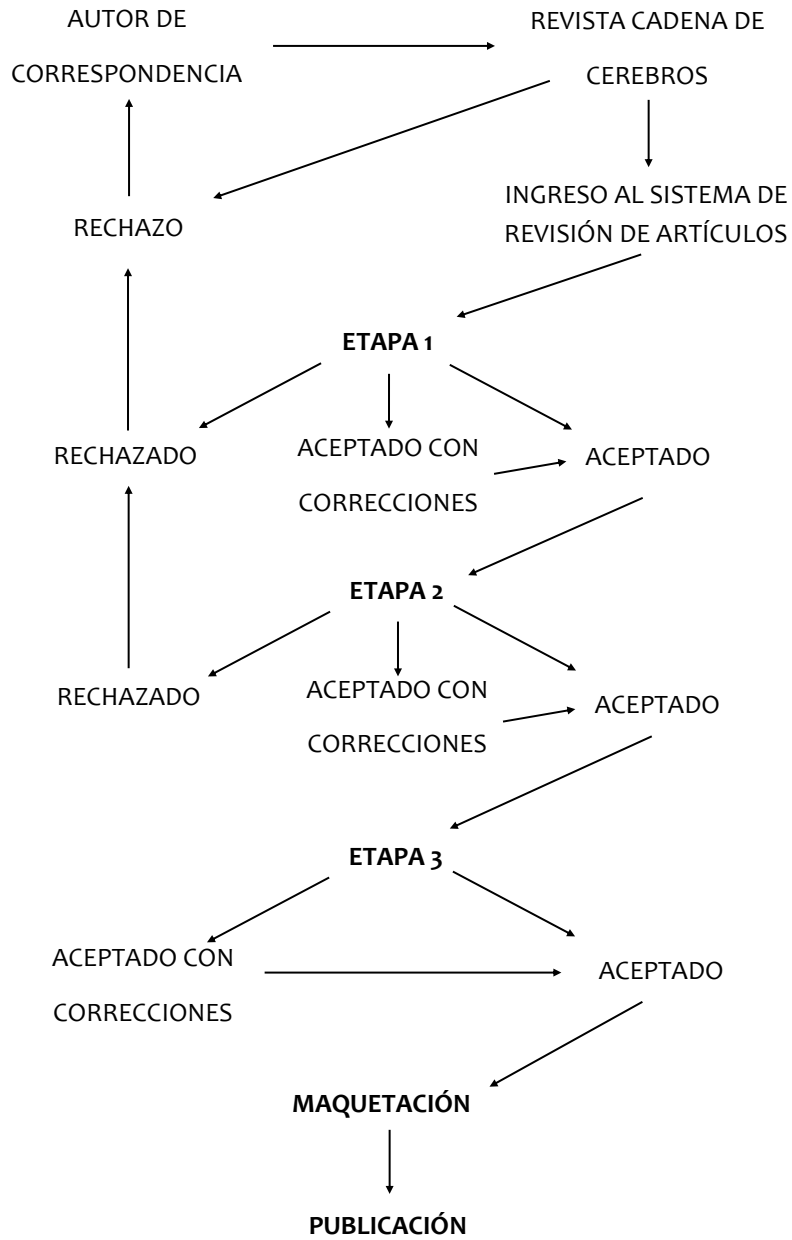 AUTOR DE
CORRESPONDENCIA
REVISTA CADENA DE
CEREBROS
RECHAZO
INGRESO AL SISTEMA DE
REVISIÓN DE ARTÍCULOS
ETAPA 1
RECHAZADO
ACEPTADO CON
CORRECCIONES
ACEPTADO
ETAPA 2
RECHAZADO
ACEPTADO CON
CORRECCIONES
ACEPTADO
ETAPA 3
ACEPTADO CON
CORRECCIONES
ACEPTADO
MAQUETACIÓN
PUBLICACIÓN